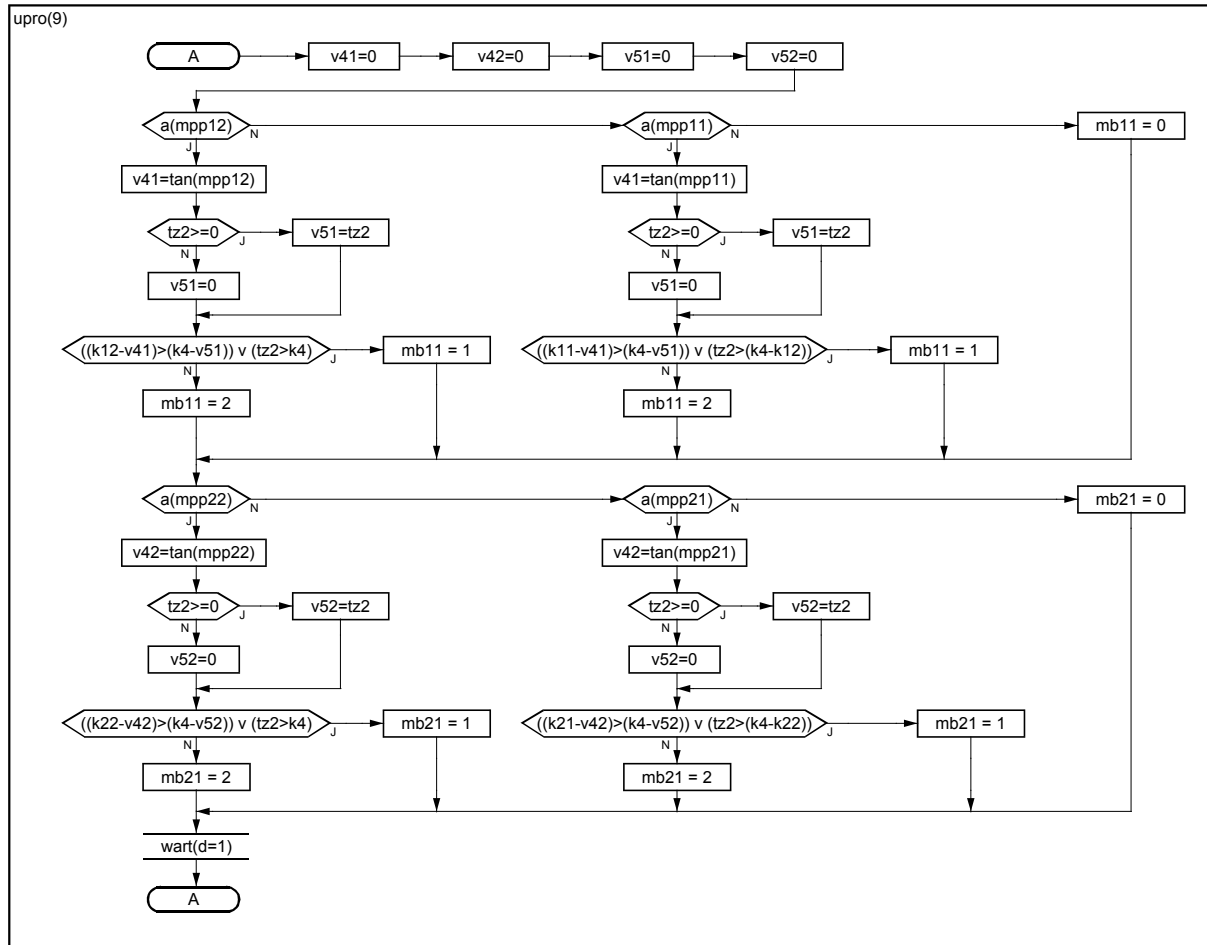 upro(9)
A v41=0 v42=0 v51=0 v52=0
a(mpp12) N a(mpp11) N mb11 = 0
J J
v41=tan(mpp12) v41=tan(mpp11)
tz2>=0 J v51=tz2 tz2>=0 J v51=tz2
N N
v51=0 v51=0
((k12-v41)>(k4-v51)) v (tz2>k4) J mb11 = 1 ((k11-v41)>(k4-v51)) v (tz2>(k4-k12)) J mb11 = 1
N N
mb11 = 2 mb11 = 2
a(mpp22) N a(mpp21) N mb21 = 0
J J
v42=tan(mpp22) v42=tan(mpp21)
tz2>=0 J v52=tz2 tz2>=0 J v52=tz2
N N
v52=0 v52=0
((k22-v42)>(k4-v52)) v (tz2>k4) J mb21 = 1 ((k21-v42)>(k4-v52)) v (tz2>(k4-k22)) J mb21 = 1
N N
mb21 = 2 mb21 = 2
wart(d=1)
A